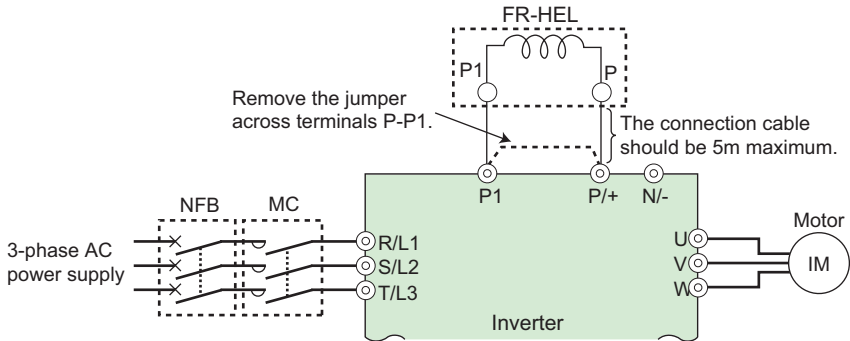 FR-HEL
P1
P
Remove the jumper
across terminals P-P1.
The connection cable
should be 5m maximum.
P1
P/+
N/-
NFB
MC
Motor
3-phase AC
power supply
R/L1
S/L2
T/L3
U
V
W
IM
Inverter